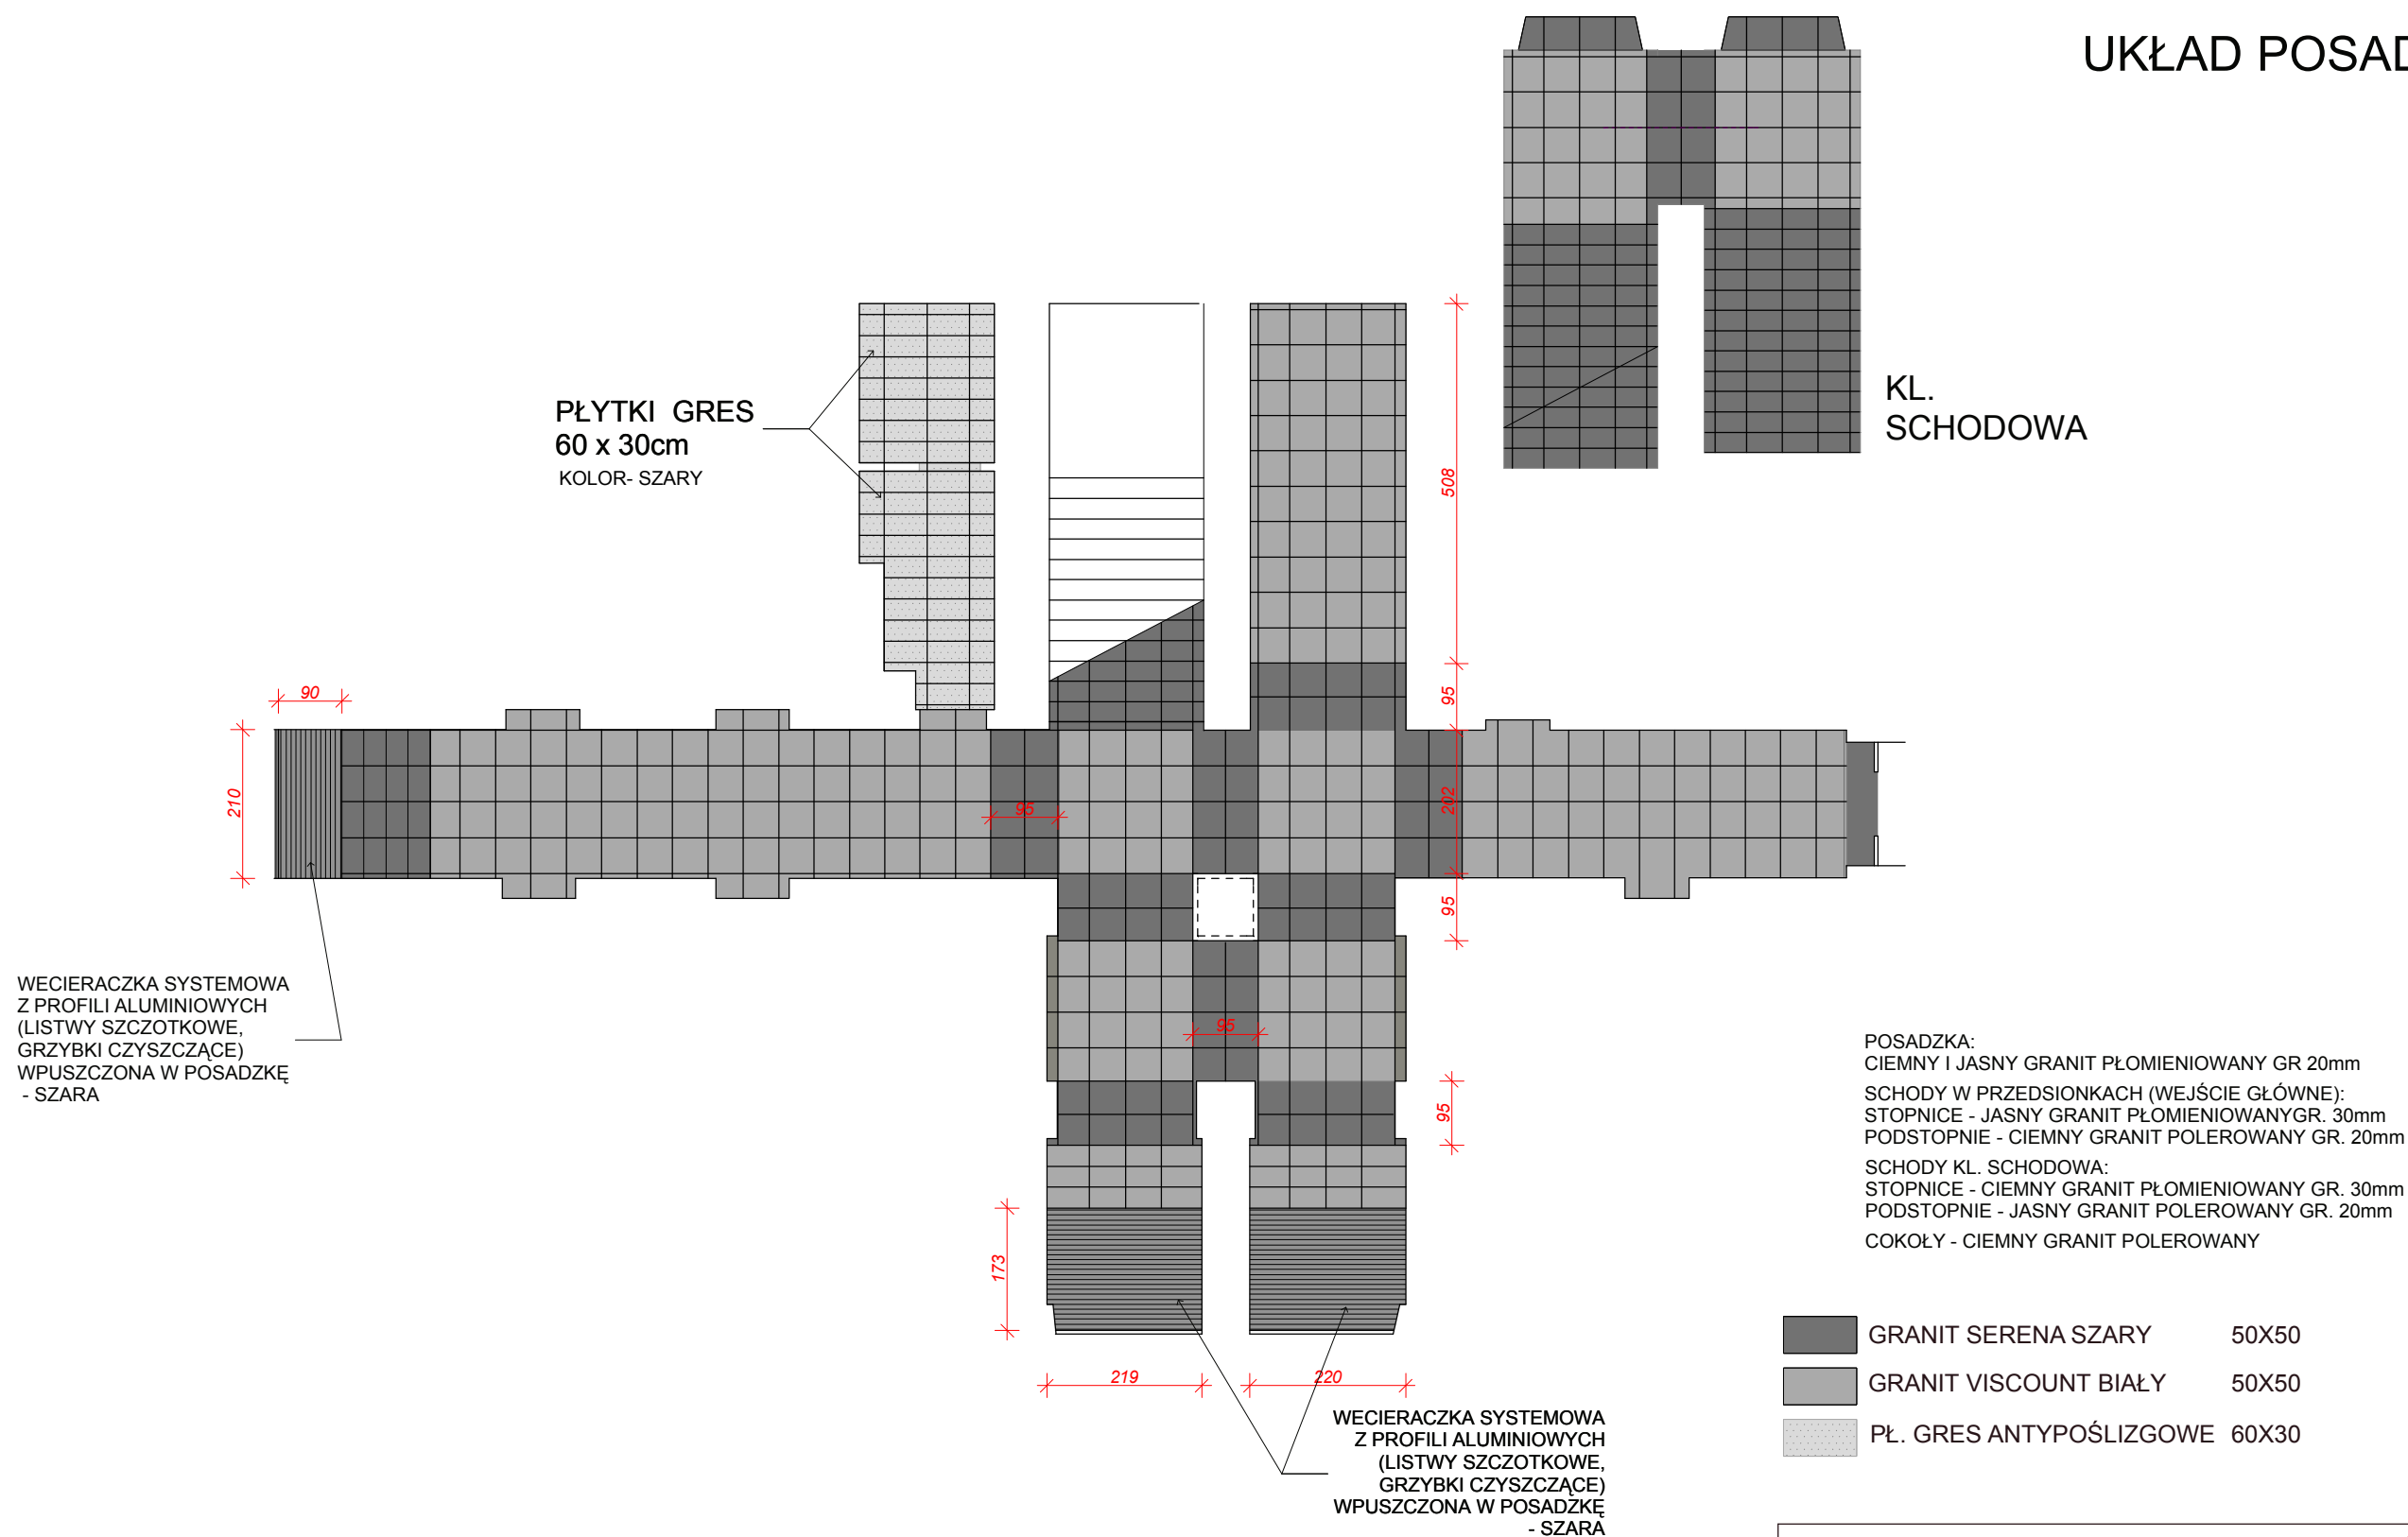 UKŁAD POSAD
KL.
SCHODOWA
PŁYTKI GRES
60 x 30cm
KOLOR- SZARY
508
95
90
210
95
202
95
95
95
173
219
220
WECIERACZKA SYSTEMOWA
Z PROFILI ALUMINIOWYCH
(LISTWY SZCZOTKOWE,
GRZYBKI CZYSZCZĄCE)
WPUSZCZONA W POSADZKĘ
- SZARA
WECIERACZKA SYSTEMOWA
Z PROFILI ALUMINIOWYCH
(LISTWY SZCZOTKOWE,
GRZYBKI CZYSZCZĄCE)
WPUSZCZONA W POSADZKĘ
- SZARA
POSADZKA:
CIEMNY I JASNY GRANIT PŁOMIENIOWANY GR 20mm
SCHODY W PRZEDSIONKACH (WEJŚCIE GŁÓWNE):
STOPNICE - JASNY GRANIT PŁOMIENIOWANYGR. 30mm
PODSTOPNIE - CIEMNY GRANIT POLEROWANY GR. 20mm
SCHODY KL. SCHODOWA:
STOPNICE - CIEMNY GRANIT PŁOMIENIOWANY GR. 30mm
PODSTOPNIE - JASNY GRANIT POLEROWANY GR. 20mm
COKOŁY - CIEMNY GRANIT POLEROWANY
GRANIT SERENA SZARY 50X50
GRANIT VISCOUNT BIAŁY 50X50
PŁ. GRES ANTYPOŚLIZGOWE 60X30